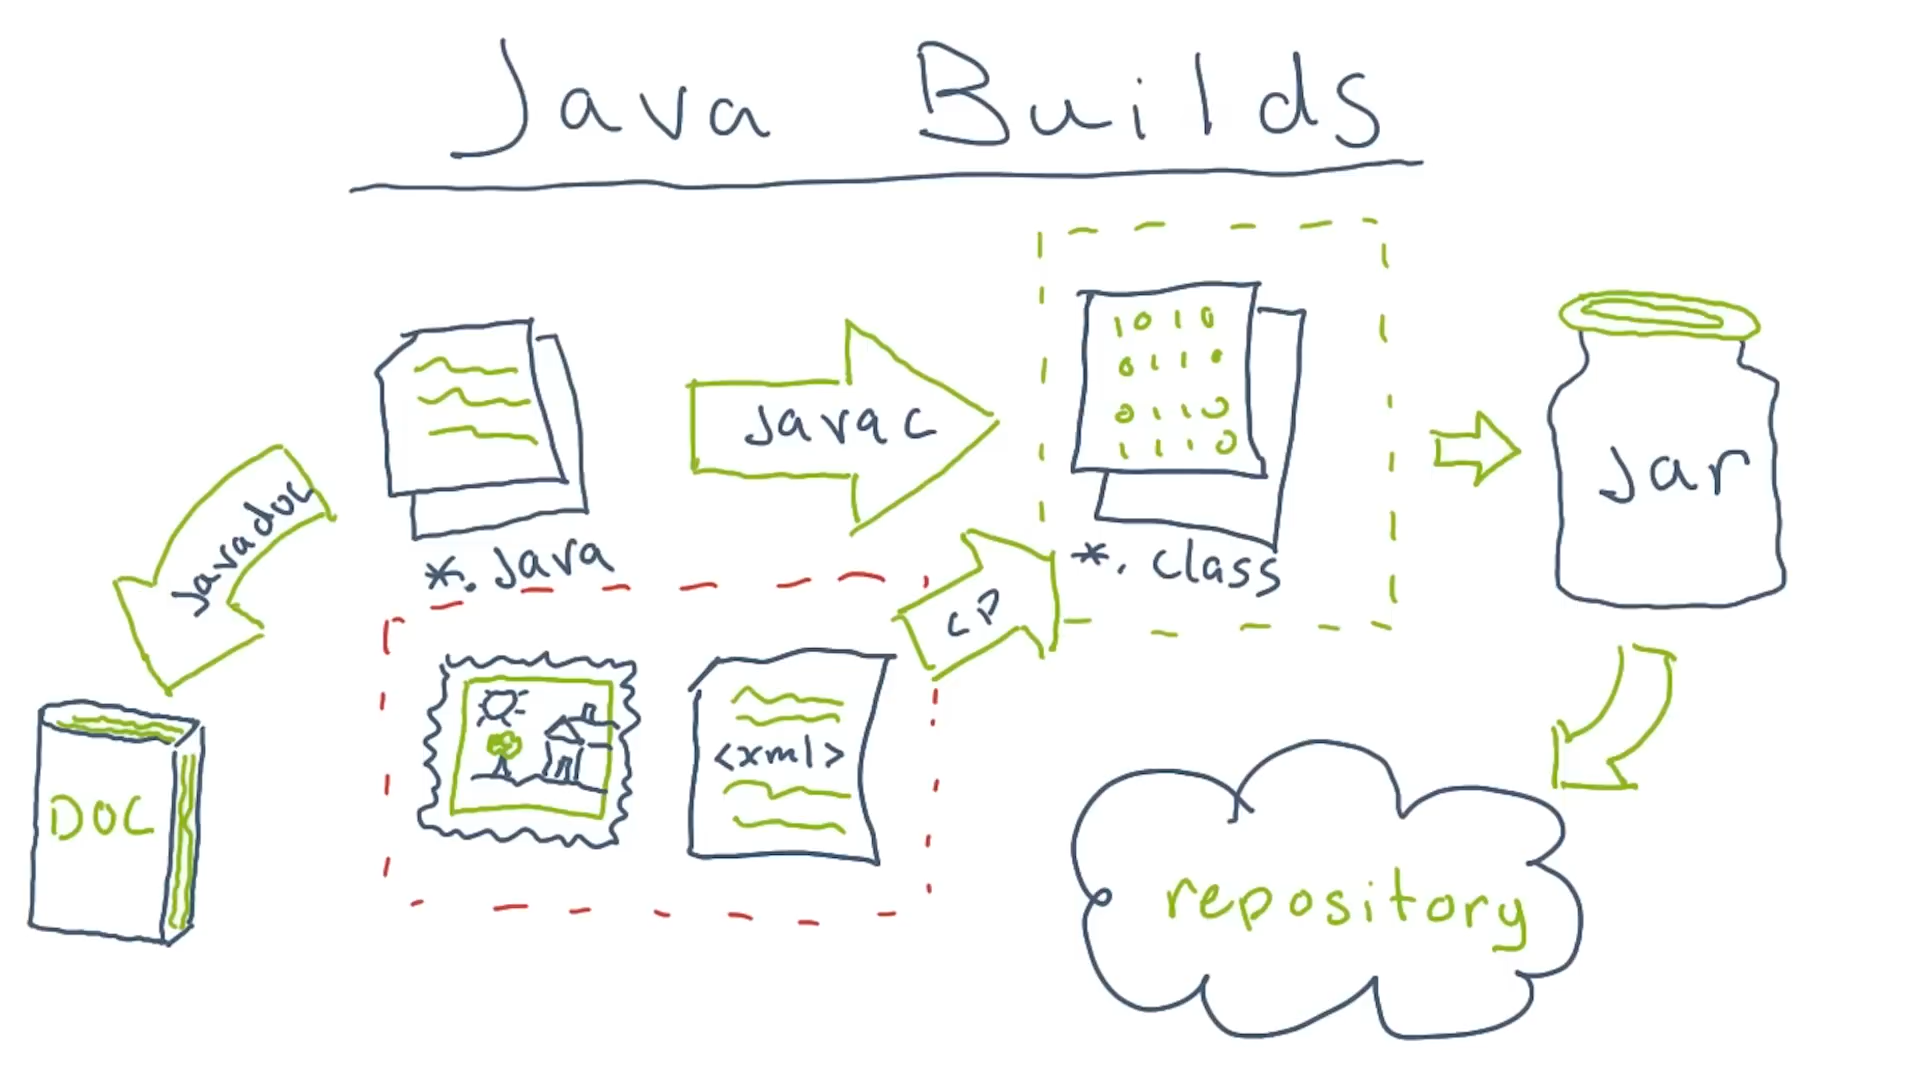 Java Builds
1010
0110
0110
1110
javac
jar
javadoc
*.java
*.class
cp
<xml>
DOC
repository